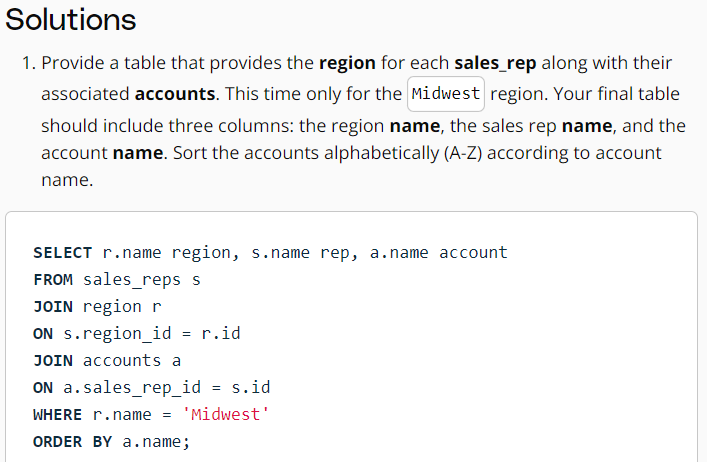 Solutions
1. Provide a table that provides the region for each sales_rep along with their
associated accounts. This time only for the Midwest region. Your final table
should include three columns: the region name, the sales rep name, and the
account name. Sort the accounts alphabetically (A-Z) according to account
name.
SELECT r.name region, s.name rep, a.name account
FROM sales_reps s
JOIN region r
ON s.region_id = r.id
JOIN accounts a
ON a.sales_rep_id = s.id
WHERE r.name = 'Midwest'
ORDER BY a.name;